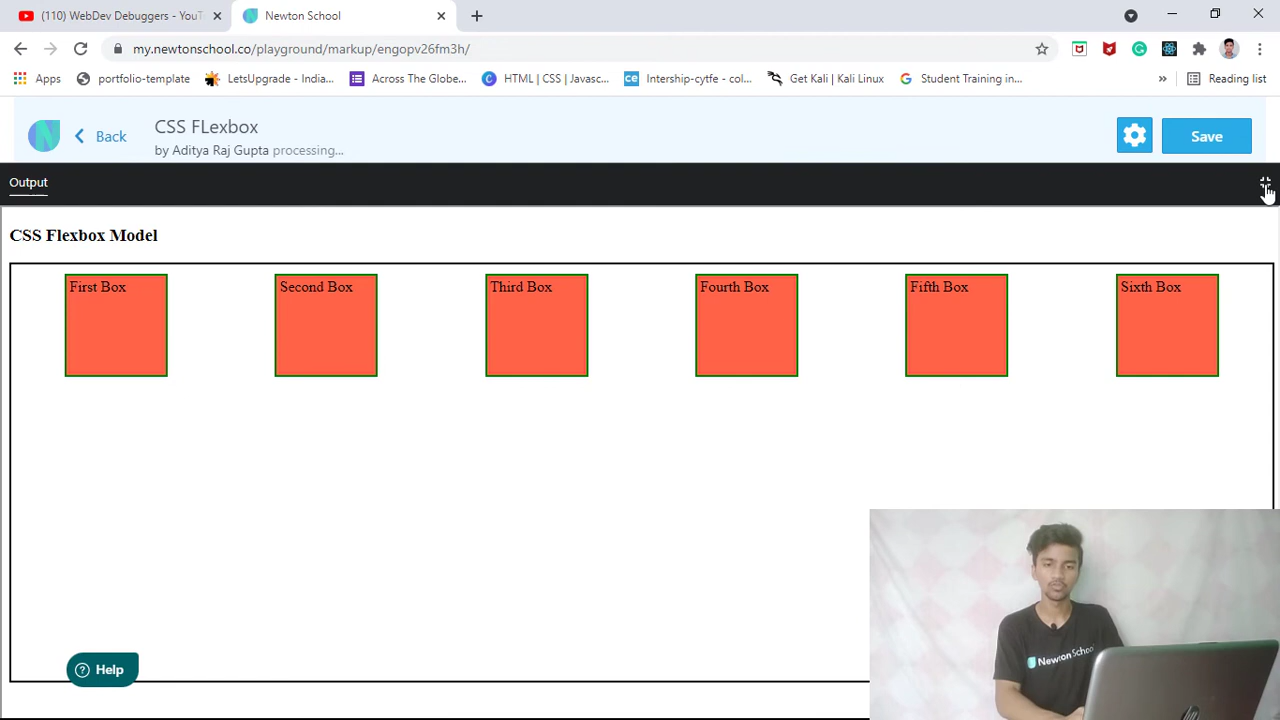 (110) WebDev Debuggers - YouT
Newton School
my.newtonschool.co/playground/markup/engopv26fm3h/
Apps
portfolio-template
LetsUpgrade - India...
Across The Globe...
HTML | CSS | Javasc...
ce
Intership-cytfe - col...
Get Kali | Kali Linux
Student Training in...
»
Reading list
Back
CSS FLexbox
by Aditya Raj Gupta processing...
Save
Output
CSS Flexbox Model
First Box
Second Box
Third Box
Fourth Box
Fifth Box
Sixth Box
Help
Newton School